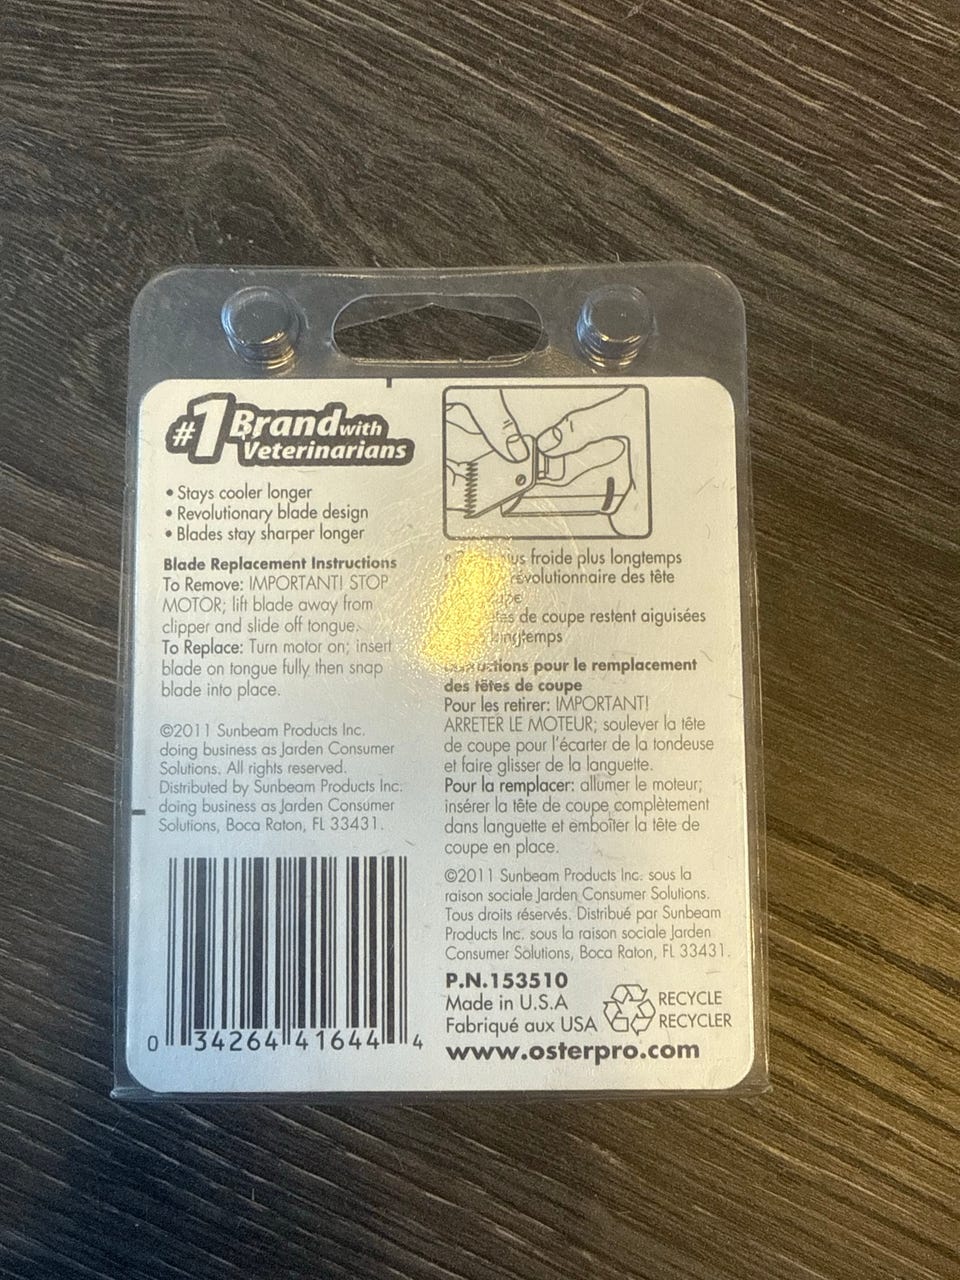 #1 Brand with
Veterinarians
• Stays cooler longer
• Revolutionary blade design
• Blades stay sharper longer
Blade Replacement Instructions
To Remove: IMPORTANT! STOP
MOTOR; lift blade away from
clipper and slide off tongue.
To Replace: Turn motor on; insert
blade on tongue fully then snap
blade into place.
©2011 Sunbeam Products Inc.
doing business as Jarden Consumer
Solutions. All rights reserved.
Distributed by Sunbeam Products Inc.
doing business as Jarden Consumer
Solutions, Boca Raton, FL 33431.
0 34264 41644 4
froide plus longtemps
révolutionnaire des tête
de coupe restent aiguisées
longtemps
pour le remplacement
des têtes de coupe
Pour les retirer: IMPORTANT!
ARRETER LE MOTEUR; soulever la tête
de coupe pour l'écarter de la tondeuse
et faire glisser de la languette.
Pour la remplacer: allumer le moteur;
insérer la tête de coupe complètement
dans languette et emboîter la tête de
coupe en place.
©2011 Sunbeam Products Inc. sous la
raison sociale Jarden Consumer Solutions.
Tous droits réservés. Distribué par Sunbeam
Products Inc. sous la raison sociale Jarden
Consumer Solutions, Boca Raton, FL 33431.
P.N.153510
Made in U.S.A
Fabriqué aux USA
RECYCLE
RECYCLER
www.osterpro.com